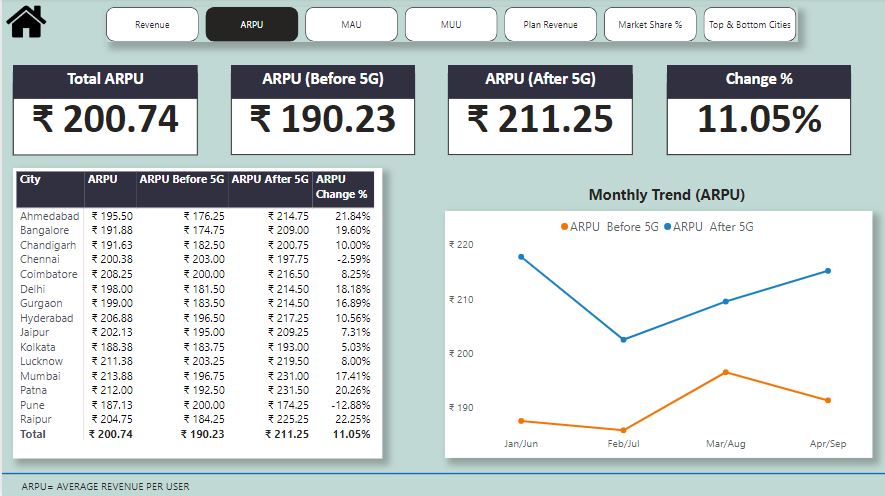 Revenue
ARPU
MAU
MUU
Plan Revenue
Market Share %
Top & Bottom Cities
Total ARPU
₹ 200.74
ARPU (Before 5G)
₹ 190.23
ARPU (After 5G)
₹ 211.25
Change %
11.05%
City ARPU ARPU Before 5G ARPU After 5G ARPU Change %
Ahmedabad ₹ 195.50 ₹ 176.25 ₹ 214.75 21.84%
Bangalore ₹ 191.88 ₹ 174.75 ₹ 209.00 19.60%
Chandigarh ₹ 191.63 ₹ 182.50 ₹ 200.75 10.00%
Chennai ₹ 200.38 ₹ 203.00 ₹ 197.75 -2.59%
Coimbatore ₹ 208.25 ₹ 200.00 ₹ 216.50 8.25%
Delhi ₹ 198.00 ₹ 181.50 ₹ 214.50 18.18%
Gurgaon ₹ 199.00 ₹ 183.50 ₹ 214.50 16.89%
Hyderabad ₹ 206.88 ₹ 196.50 ₹ 217.25 10.56%
Jaipur ₹ 202.13 ₹ 195.00 ₹ 209.25 7.31%
Kolkata ₹ 188.38 ₹ 183.75 ₹ 193.00 5.03%
Lucknow ₹ 211.38 ₹ 203.25 ₹ 219.50 8.00%
Mumbai ₹ 213.88 ₹ 196.75 ₹ 231.00 17.41%
Patna ₹ 212.00 ₹ 192.50 ₹ 231.50 20.26%
Pune ₹ 187.13 ₹ 200.00 ₹ 174.25 -12.88%
Raipur ₹ 204.75 ₹ 184.25 ₹ 225.25 22.25%
Total ₹ 200.74 ₹ 190.23 ₹ 211.25 11.05%
Monthly Trend (ARPU)
ARPU Before 5G ARPU After 5G
₹ 220
₹ 210
₹ 200
₹ 190
Jan/Jun Feb/Jul Mar/Aug Apr/Sep
ARPU= AVERAGE REVENUE PER USER